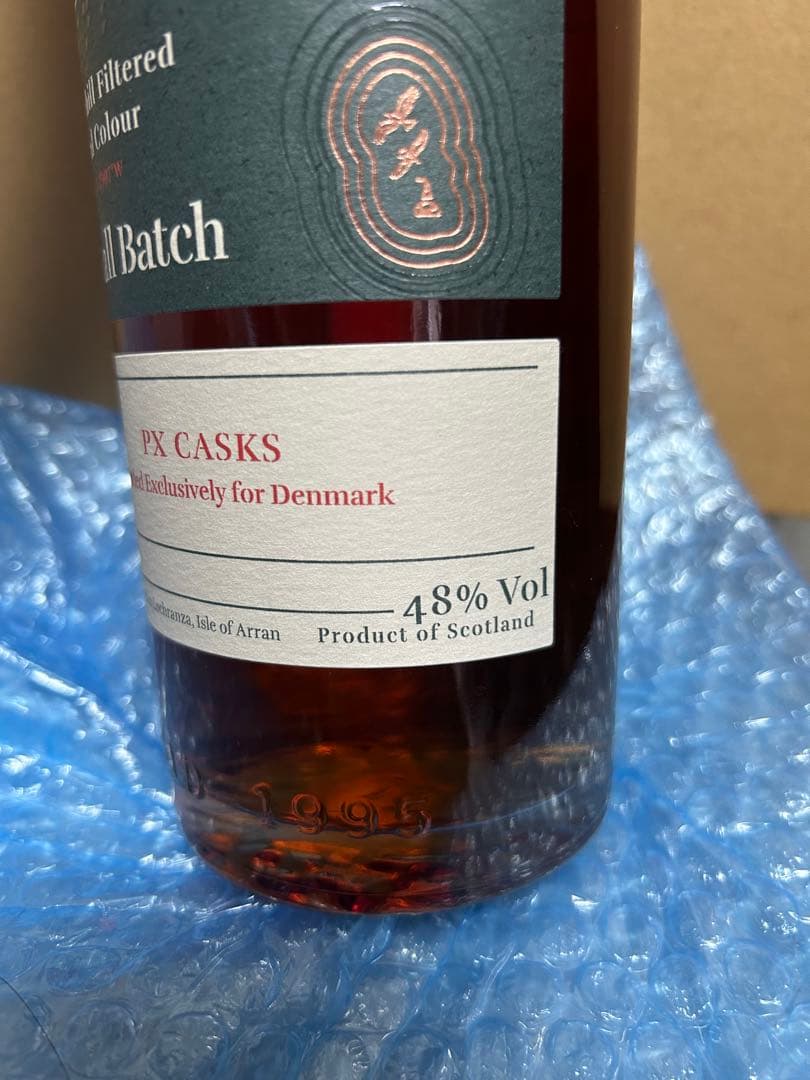 Filtered
Colour
Batch
PX CASKS
Exclusively for Denmark
48% Vol
Lochranza, Isle of Arran
Product of Scotland
1995